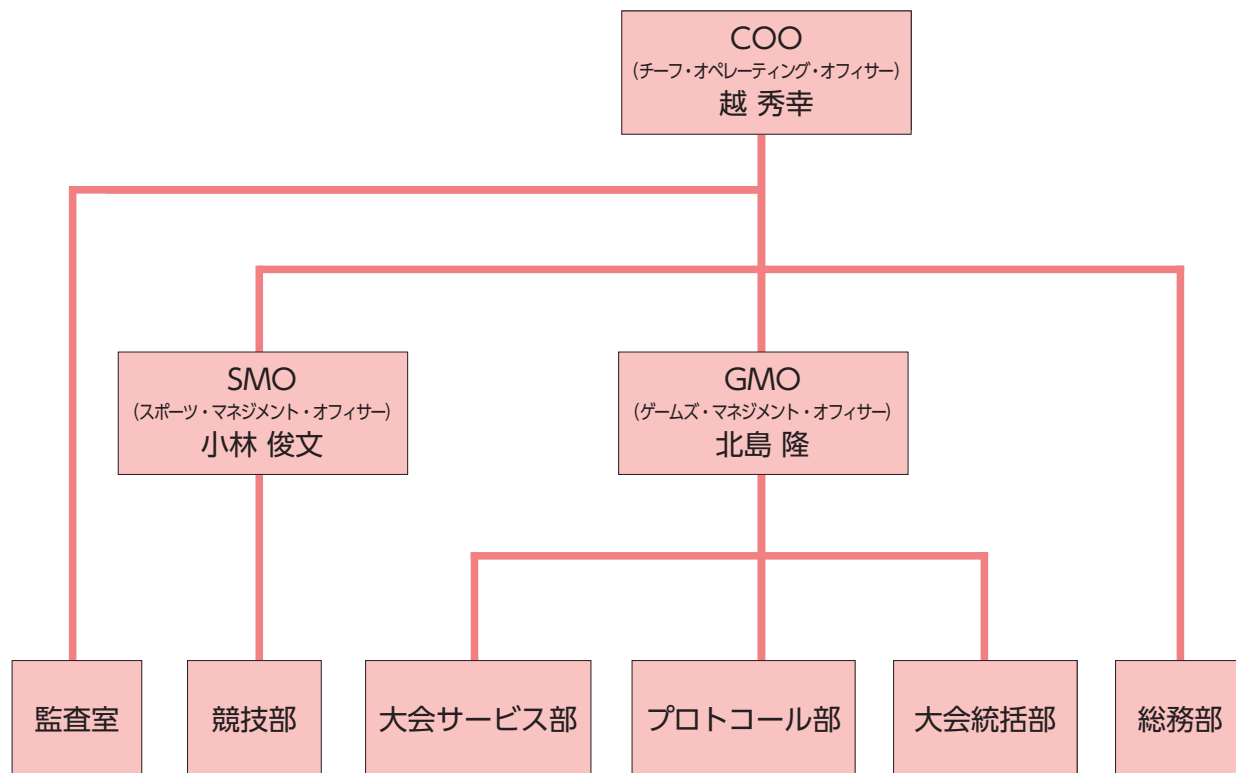 COO
(チーフ・オペレーティング・オフィサー)
越 秀幸
SMO
(スポーツ・マネジメント・オフィサー)
小林 俊文
GMO
(ゲームズ・マネジメント・オフィサー)
北島 隆
監査室
競技部
大会サービス部
プロトコール部
大会統括部
総務部